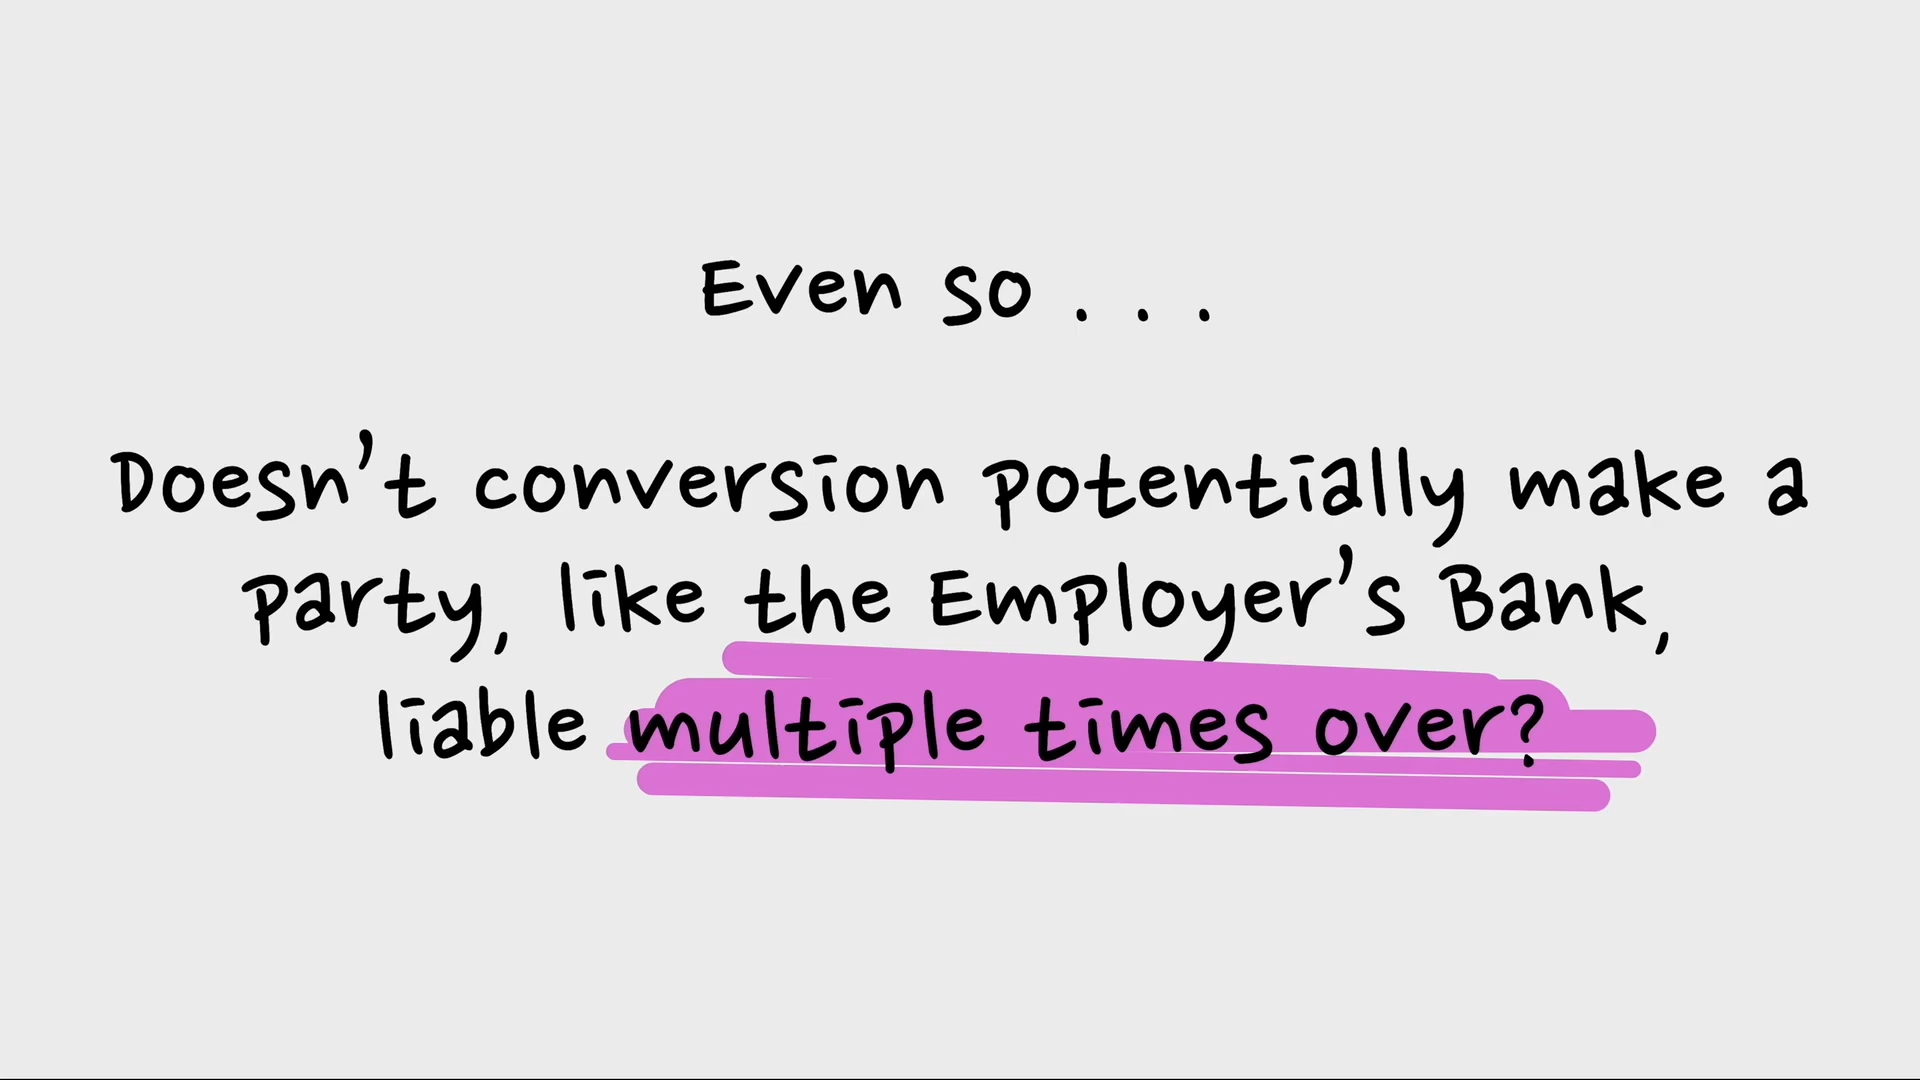 Even so . . .
Doesn't conversion potentially make a
party, like the Employer's Bank,
liable multiple times over?